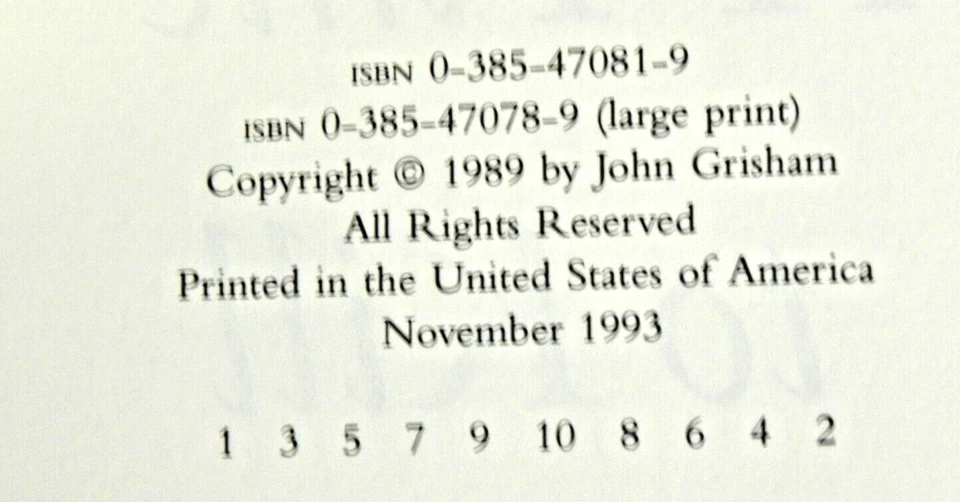 ISBN 0-385-47081-9
ISBN 0-385-47078-9 (large print)
Copyright © 1989 by John Grisham
All Rights Reserved
Printed in the United States of America
November 1993
1 3 5 7 9 10 8 6 4 2